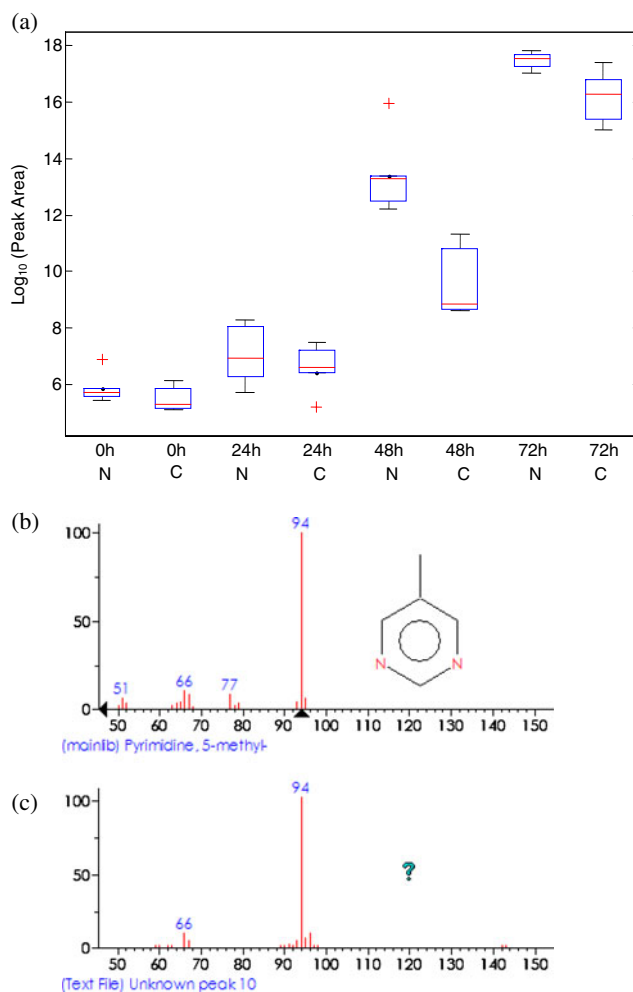 (a)
18
16
14
12
10
8
6
Log10 (Peak Area)
0h 0h 24h 24h 48h 48h 72h 72h
N C N C N C N C
(b)
100
50
0
94
51
66
77
N N
50 60 70 80 90 100 110 120 130 140 150
(mainlib) Pyrimidine, 5-methyl-
(c)
100
50
0
94
66
?
50 60 70 80 90 100 110 120 130 140 150
(Text File) Unknown peak 10